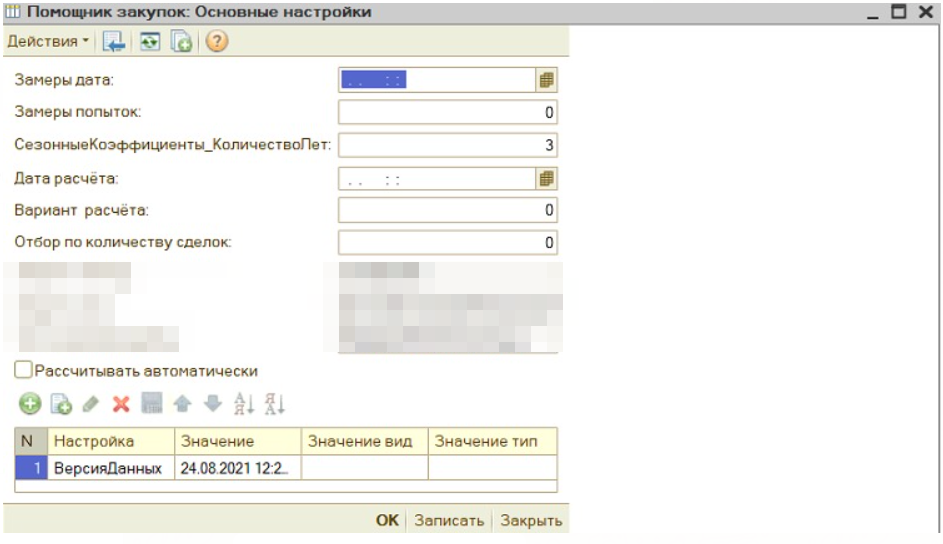 Помощник закупок: Основные настройки
Действия
Замеры дата: . . : :
Замеры попыток: 0
СезонныеКоэффициенты_КоличествоЛет: 3
Дата расчёта: . . : :
Вариант расчёта: 0
Отбор по количеству сделок: 0
Рассчитывать автоматически
N Настройка Значение Значение вид Значение тип
1 ВерсияДанных 24.08.2021 12:2...
OK Записать Закрыть